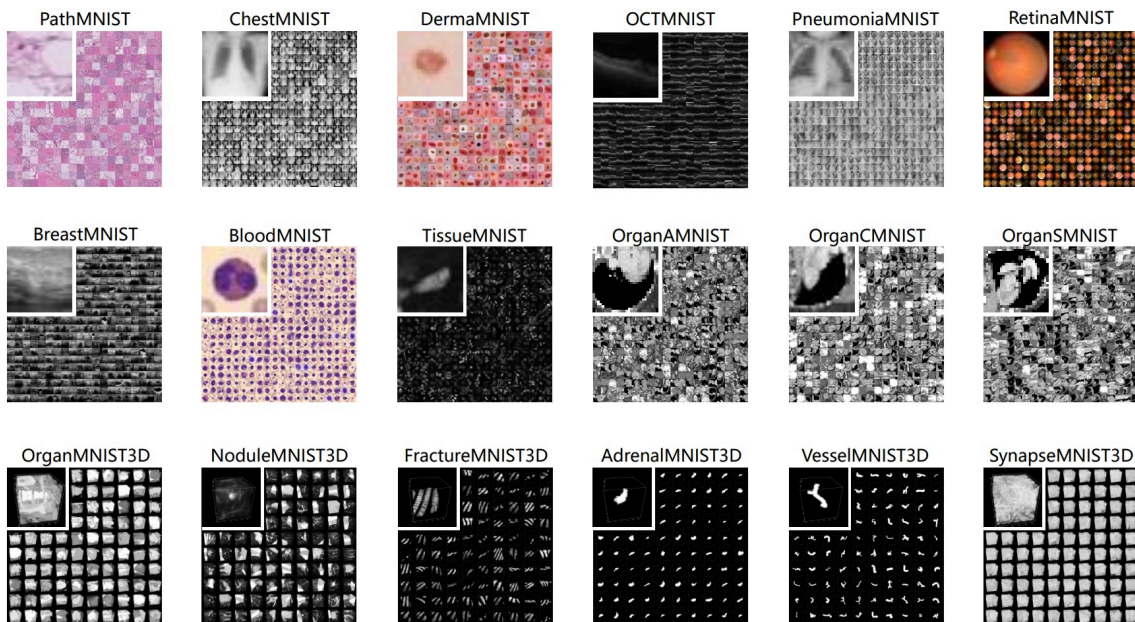 PathMNIST ChestMNIST DermaMNIST OCTMNIST PneumoniaMNIST RetinaMNIST
BreastMNIST BloodMNIST TissueMNIST OrganAMNIST OrganCMNIST OrganSMNIST
OrganMNIST3D NoduleMNIST3D FractureMNIST3D AdrenalMNIST3D VesselMNIST3D SynapseMNIST3D